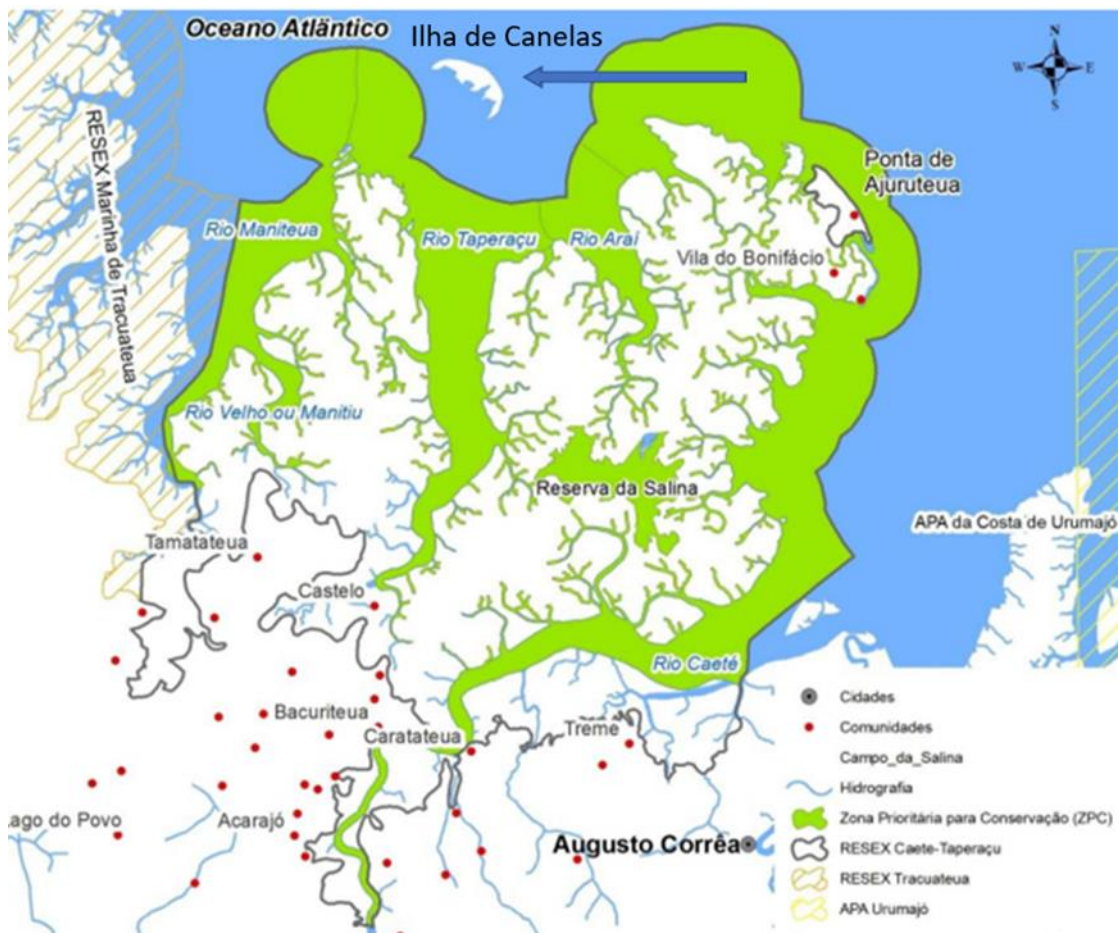 Oceano Atlântico
Ilha de Canelas
N
W
E
S
RESEX Marinha de Tracuateua
Ponta de
Ajuruteua
Rio Maniteua
Rio Taperaçu
Rio Araí
Vila do Bonifácio
Rio Velho ou Manitiu
Reserva da Salina
APA da Costa de Urumajó
Tamatateua
Castelo
Rio Caeté
Bacuriteua
Caratateua
Treme
ago do Povo
Acarajó
Augusto Corrêa
Cidades
Comunidades
Campo_da_Salina
Hidrografia
Zona Prioritária para Conservação (ZPC)
RESEX Caete-Taperaçu
RESEX Tracuateua
APA Urumajó